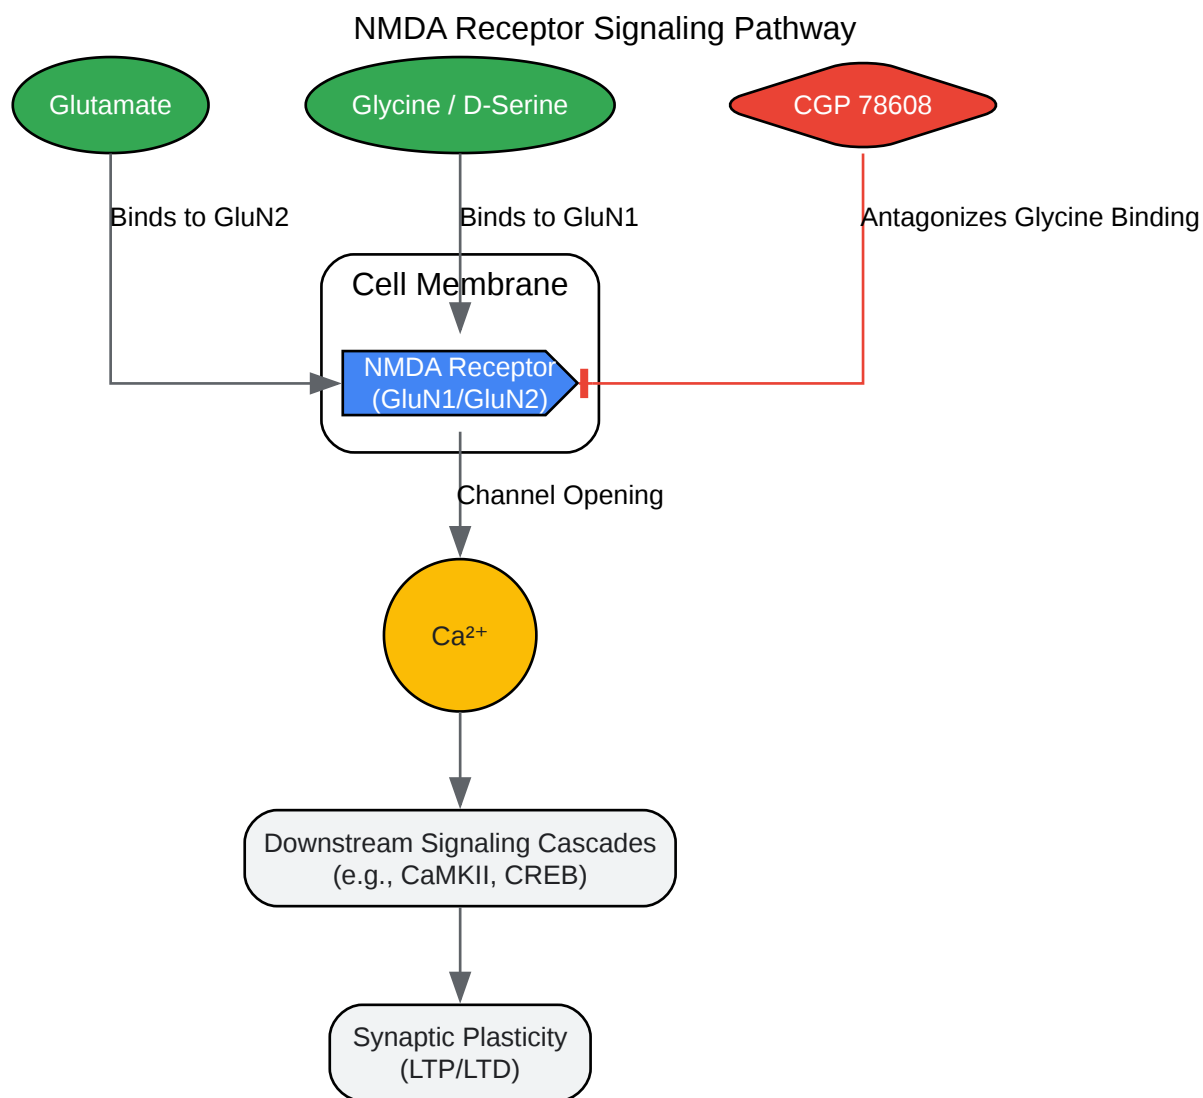 NMDA Receptor Signaling Pathway
Glutamate
Glycine / D-Serine
CGP 78608
Binds to GluN2
Binds to GluN1
Antagonizes Glycine Binding
Cell Membrane
NMDA Receptor
(GluN1/GluN2)
Channel Opening
Ca²⁺
Downstream Signaling Cascades
(e.g., CaMKII, CREB)
Synaptic Plasticity
(LTP/LTD)